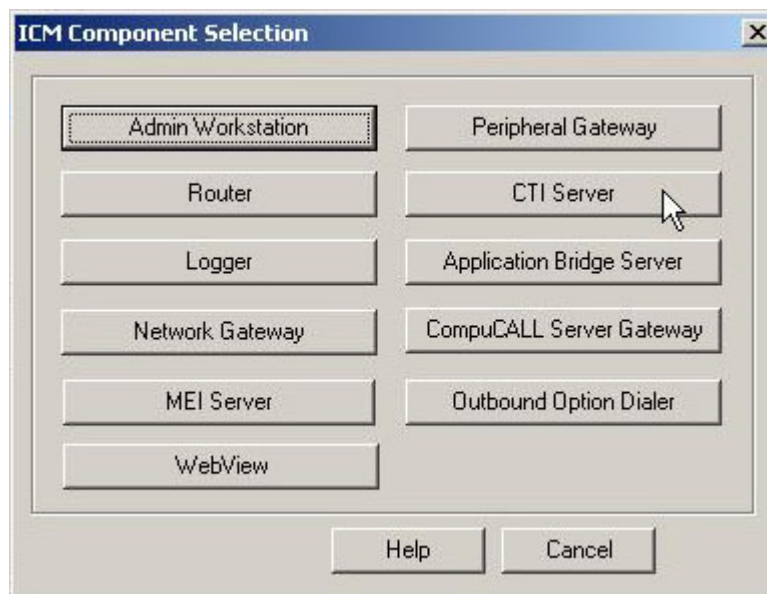 ICM Component Selection
Admin Workstation
Peripheral Gateway
Router
CTI Server
Logger
Application Bridge Server
Network Gateway
CompuCALL Server Gateway
MEI Server
Outbound Option Dialer
WebView
Help
Cancel